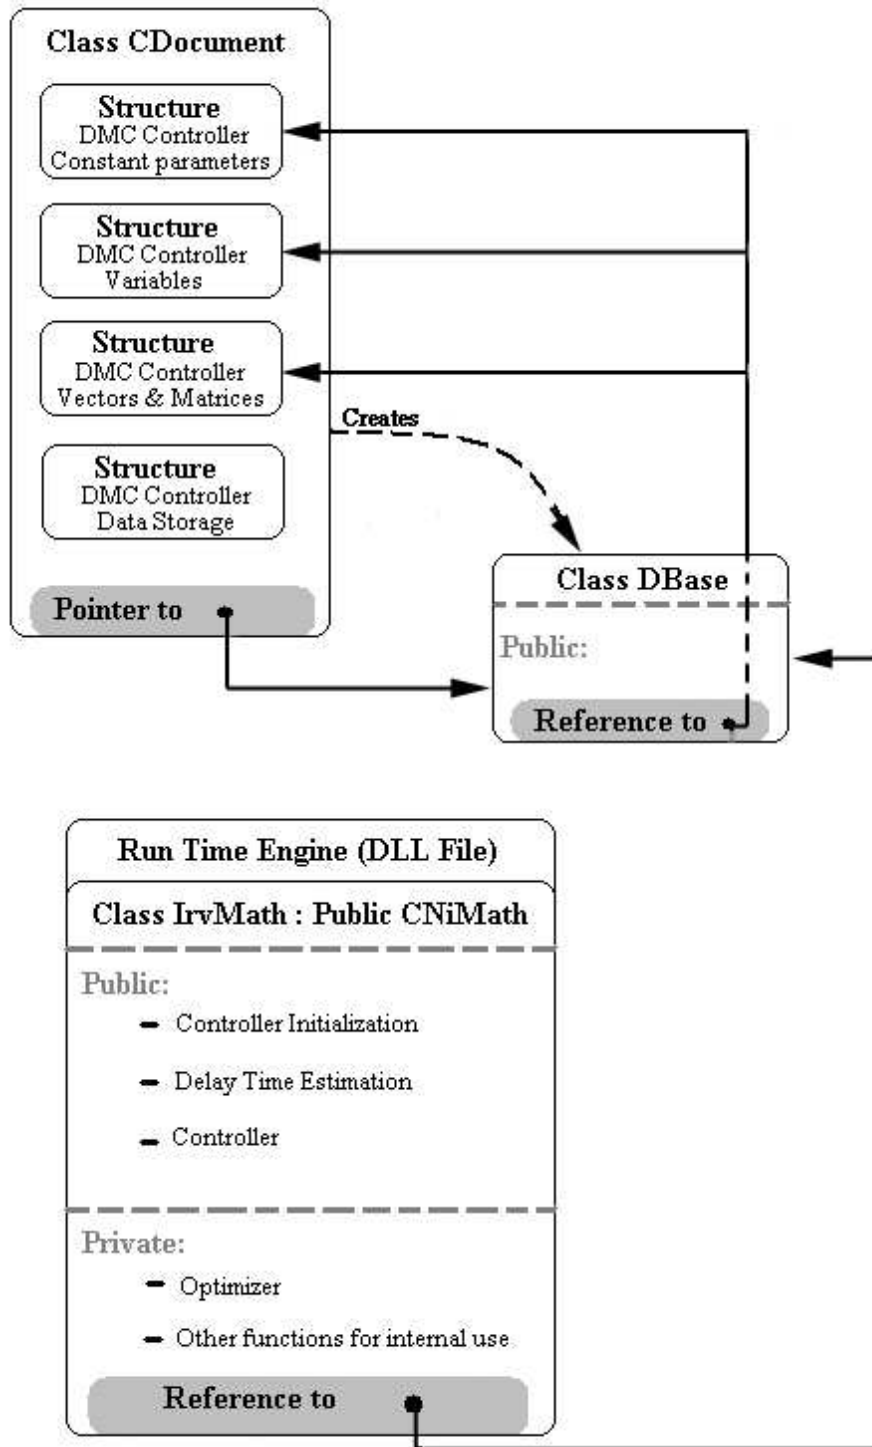 Class CDocument
Structure
DMC Controller
Constant parameters
Structure
DMC Controller
Variables
Structure
DMC Controller
Vectors & Matrices
Creates
Structure
DMC Controller
Data Storage
Pointer to
Class DBase
Public:
Reference to
Run Time Engine (DLL File)
Class IrvMath : Public CNiMath
Public:
Controller Initialization
Delay Time Estimation
Controller
Private:
Optimizer
Other functions for internal use
Reference to